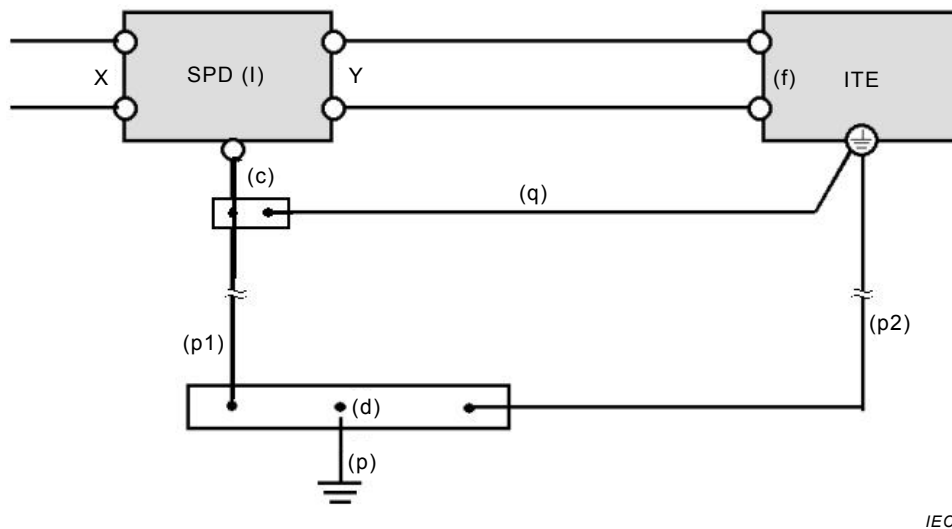 X
SPD (I)
Y
(f)
ITE
(c)
(q)
(p1)
(p2)
(d)
(p)
IEC